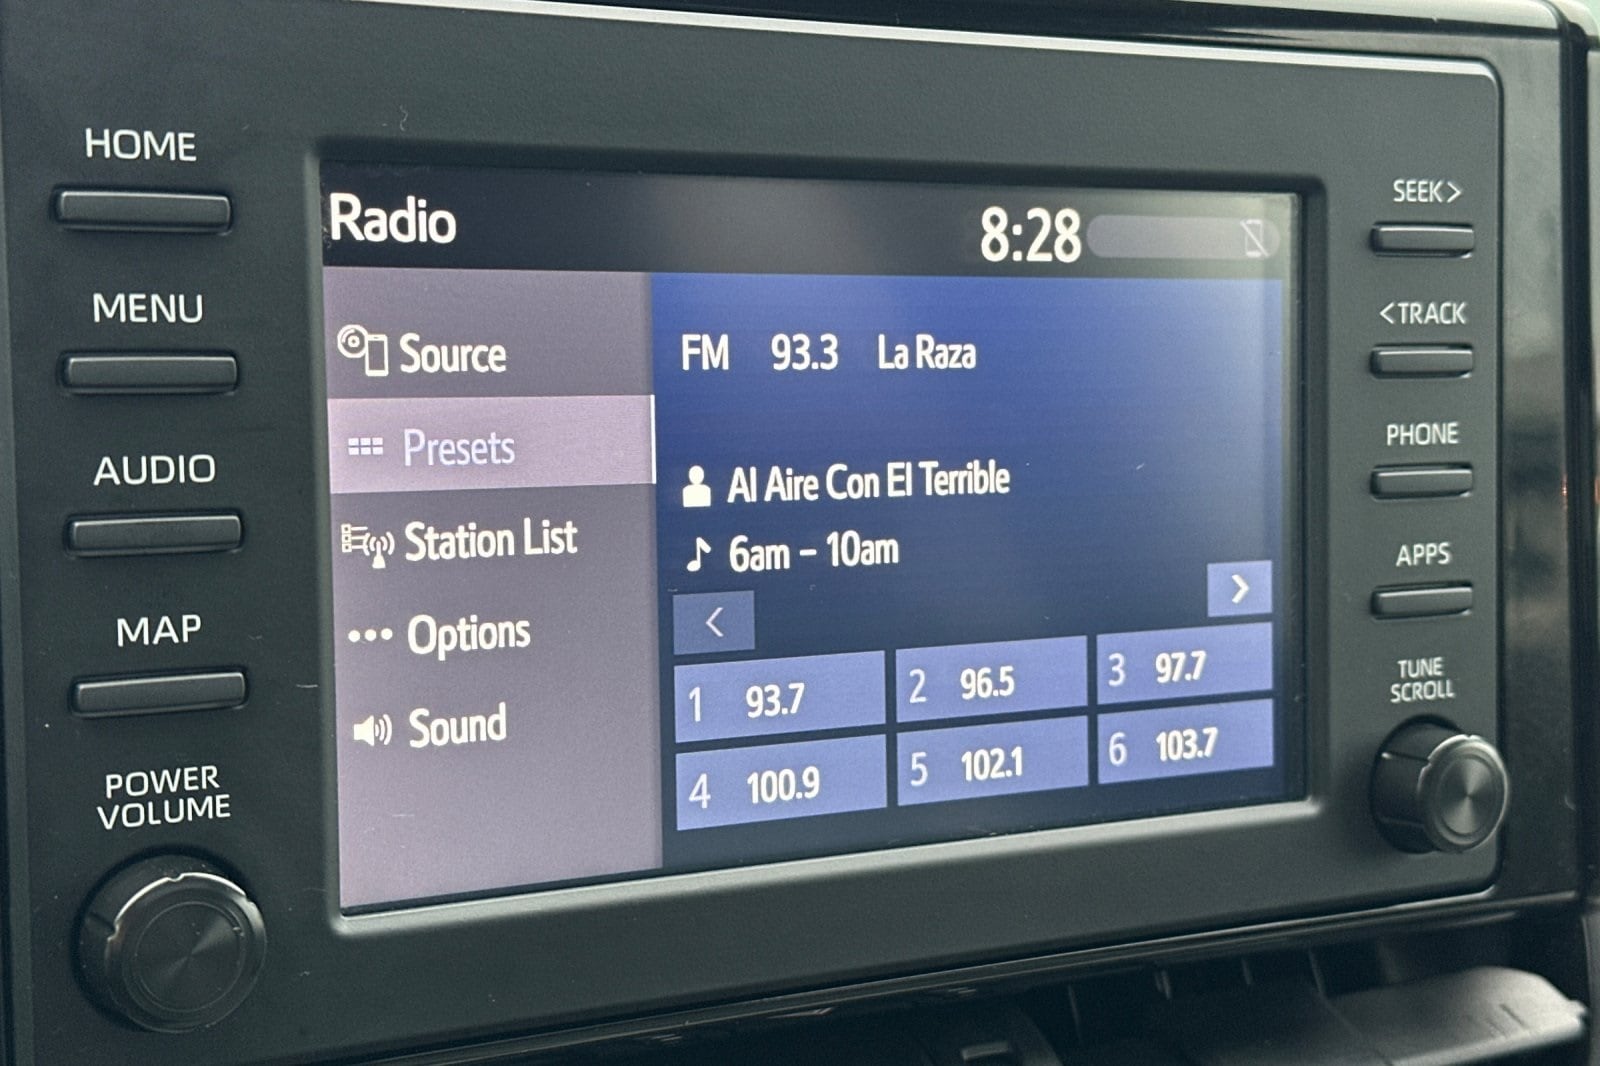 HOME
MENU
AUDIO
MAP
POWER
VOLUME
Radio
8:28
Source
Presets
Station List
Options
Sound
FM 93.3 La Raza
Al Aire Con El Terrible
6am - 10am
<
>
1 93.7
2 96.5
3 97.7
4 100.9
5 102.1
6 103.7
SEEK>
<TRACK
PHONE
APPS
TUNE
SCROLL